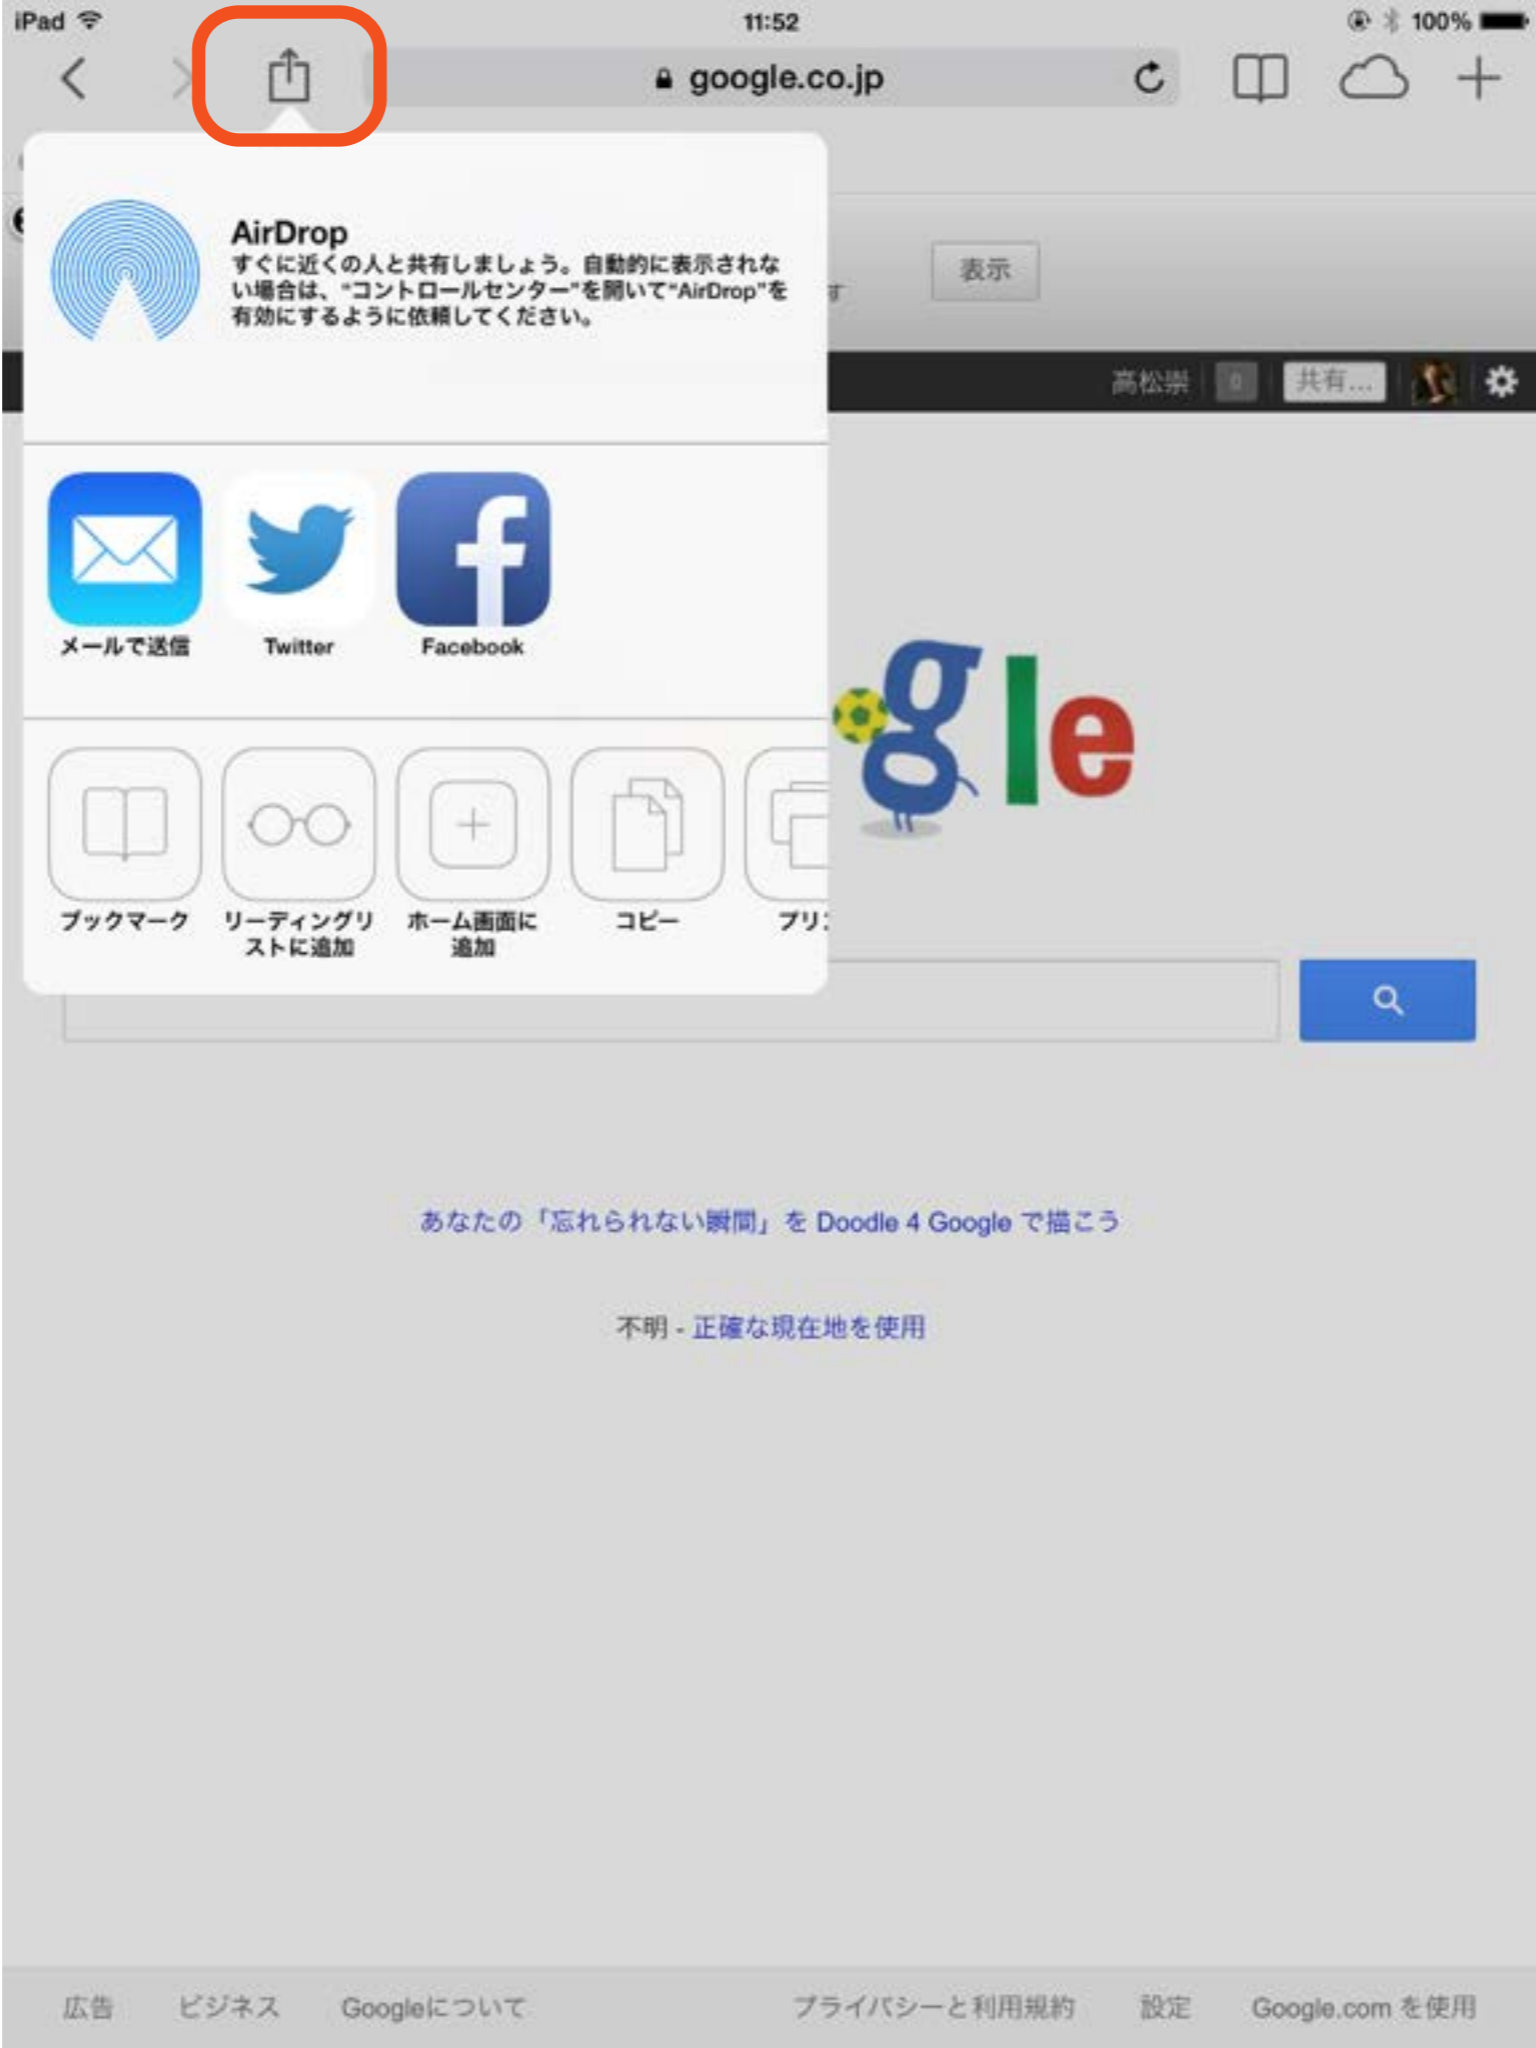 iPad
11:52
100%
google.co.jp
AirDrop
すぐに近くの人と共有しましょう。自動的に表示されな
い場合は、“コントロールセンター”を開いて“AirDrop”を
有効にするように依頼してください。
す
表示
高松崇
0
共有...
メールで送信
Twitter
Facebook
gle
ブックマーク
リーディングリ
ストに追加
ホーム画面に
追加
コピー
プリ
あなたの「忘れられない瞬間」を Doodle 4 Google で描こう
不明 - 正確な現在地を使用
広告
ビジネス
Googleについて
プライバシーと利用規約
設定
Google.com を使用